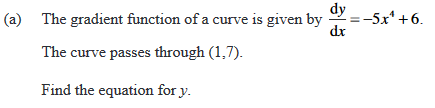 (a) The gradient function of a curve is given by dy/dx = -5x⁴ + 6.
The curve passes through (1,7).
Find the equation for y.